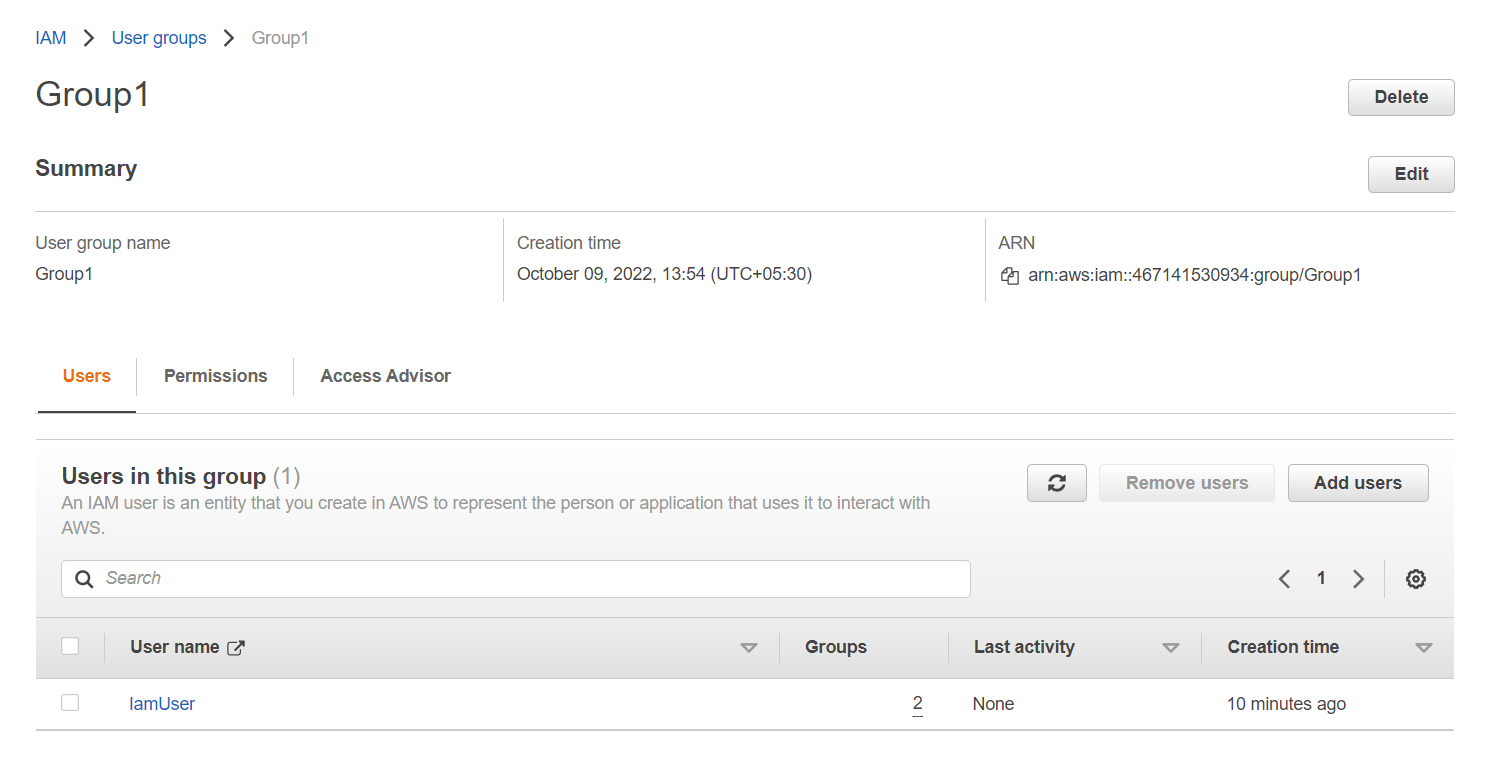 IAM > User groups > Group1
Group1
Delete
Summary
Edit
User group name
Group1
Creation time
October 09, 2022, 13:54 (UTC+05:30)
ARN
arn:aws:iam::467141530934:group/Group1
Users Permissions Access Advisor
Users in this group (1)
An IAM user is an entity that you create in AWS to represent the person or application that uses it to interact with
AWS.
Remove users Add users
Search
1
User name Groups Last activity Creation time
IamUser 2 None 10 minutes ago